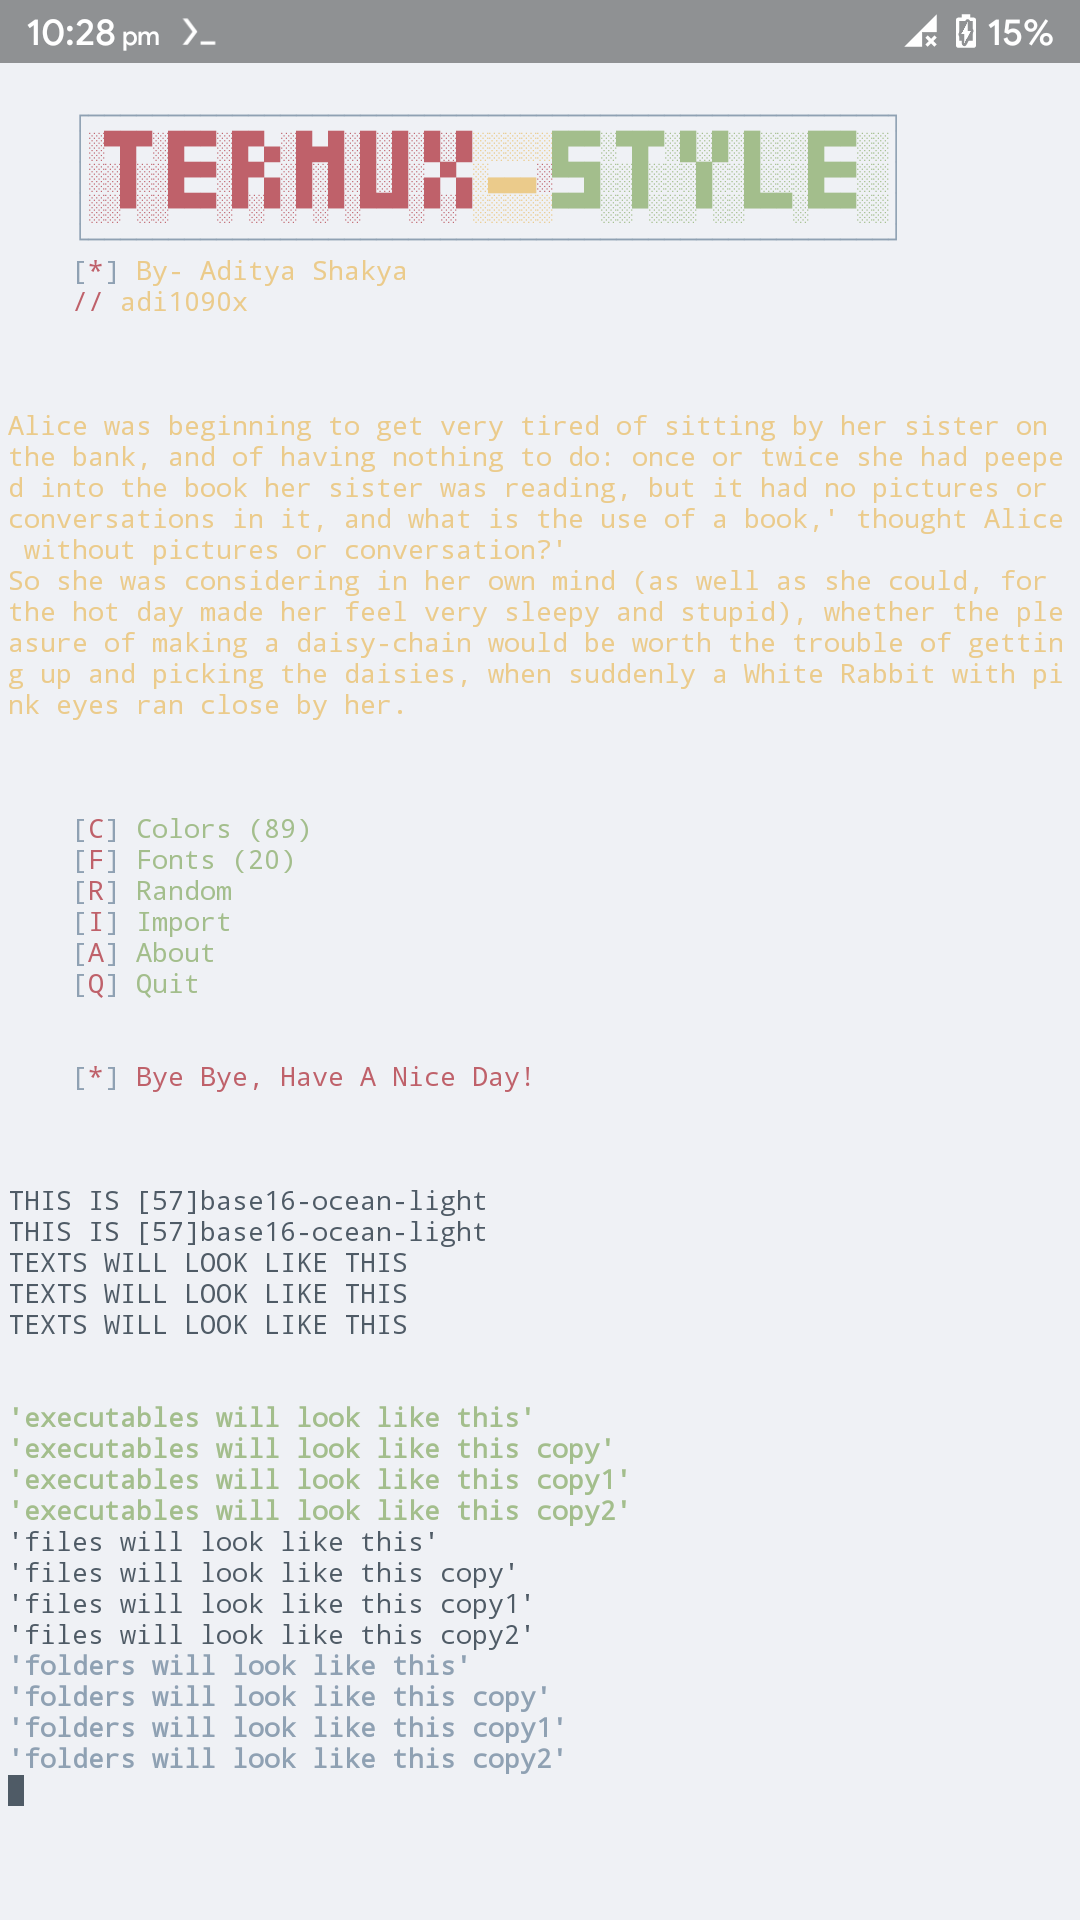 10:28 pm 15%
TERMUX_STYLE
[*] By- Aditya Shakya
// adi1090x
Alice was beginning to get very tired of sitting by her sister on
the bank, and of having nothing to do: once or twice she had peepe
d into the book her sister was reading, but it had no pictures or
conversations in it, and what is the use of a book,' thought Alice
without pictures or conversation?'
So she was considering in her own mind (as well as she could, for
the hot day made her feel very sleepy and stupid), whether the ple
asure of making a daisy-chain would be worth the trouble of gettin
g up and picking the daisies, when suddenly a White Rabbit with pi
nk eyes ran close by her.
[C] Colors (89)
[F] Fonts (20)
[R] Random
[I] Import
[A] About
[Q] Quit
[*] Bye Bye, Have A Nice Day!
THIS IS [57]base16-ocean-light
THIS IS [57]base16-ocean-light
TEXTS WILL LOOK LIKE THIS
TEXTS WILL LOOK LIKE THIS
TEXTS WILL LOOK LIKE THIS
'executables will look like this'
'executables will look like this copy'
'executables will look like this copy1'
'executables will look like this copy2'
'files will look like this'
'files will look like this copy'
'files will look like this copy1'
'files will look like this copy2'
'folders will look like this'
'folders will look like this copy'
'folders will look like this copy1'
'folders will look like this copy2'